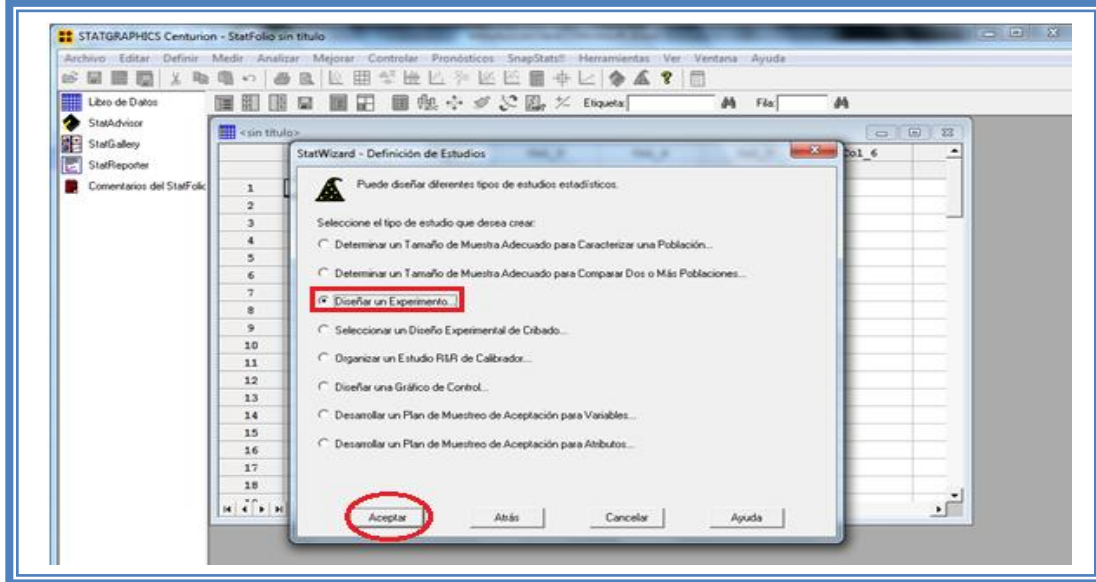 STATGRAPHICS Centurion - StatFolio sin título
Archivo Editar Definir Medir Analizar Mejorar Controlar Pronósticos SnapStats!! Herramientas Ver Ventana Ayuda
Etiqueta: Fila:
Libro de Datos
StatAdvisor
StatGallery
StatReporter
Comentarios del StatFolic
<sin título>
Col_6
StatWizard - Definición de Estudios
Puede diseñar diferentes tipos de estudios estadísticos.
Seleccione el tipo de estudio que desea crear:
Determinar un Tamaño de Muestra Adecuado para Caracterizar una Población...
Determinar un Tamaño de Muestra Adecuado para Comparar Dos o Más Poblaciones...
Diseñar un Experimento...
Seleccionar un Diseño Experimental de Cribado...
Organizar un Estudio R&R de Calibrador...
Diseñar una Gráfico de Control...
Desarrollar un Plan de Muestreo de Aceptación para Variables...
Desarrollar un Plan de Muestreo de Aceptación para Atributos...
Aceptar Atrás Cancelar Ayuda
1
2
3
4
5
6
7
8
9
10
11
12
13
14
15
16
17
18